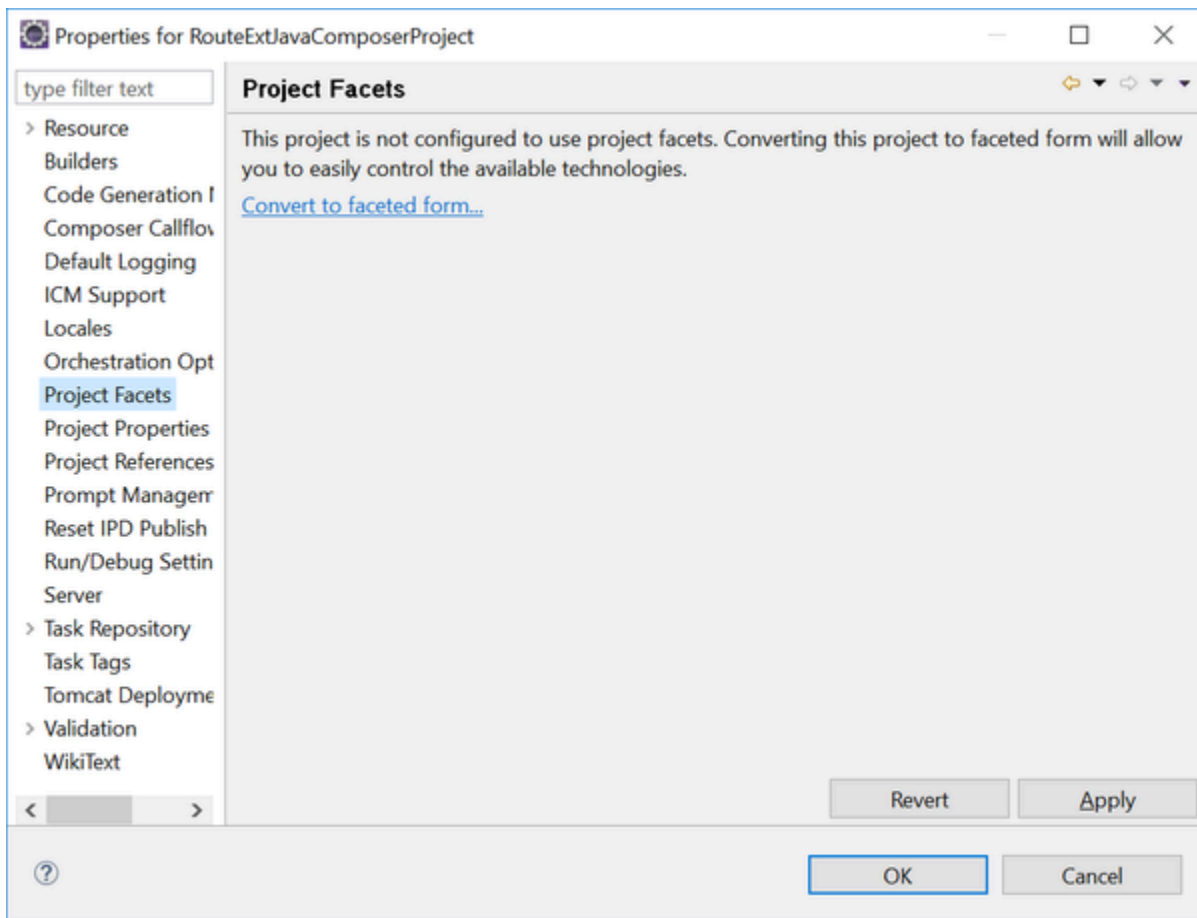 Properties for RouteExtJavaComposerProject
type filter text
Resource
Builders
Code Generation
Composer Callflow
Default Logging
ICM Support
Locales
Orchestration Opt
Project Facets
Project Properties
Project References
Prompt Managem
Reset IPD Publish
Run/Debug Settin
Server
Task Repository
Task Tags
Tomcat Deployme
Validation
WikiText
Project Facets
This project is not configured to use project facets. Converting this project to faceted form will allow
you to easily control the available technologies.
Convert to faceted form...
Revert
Apply
OK
Cancel